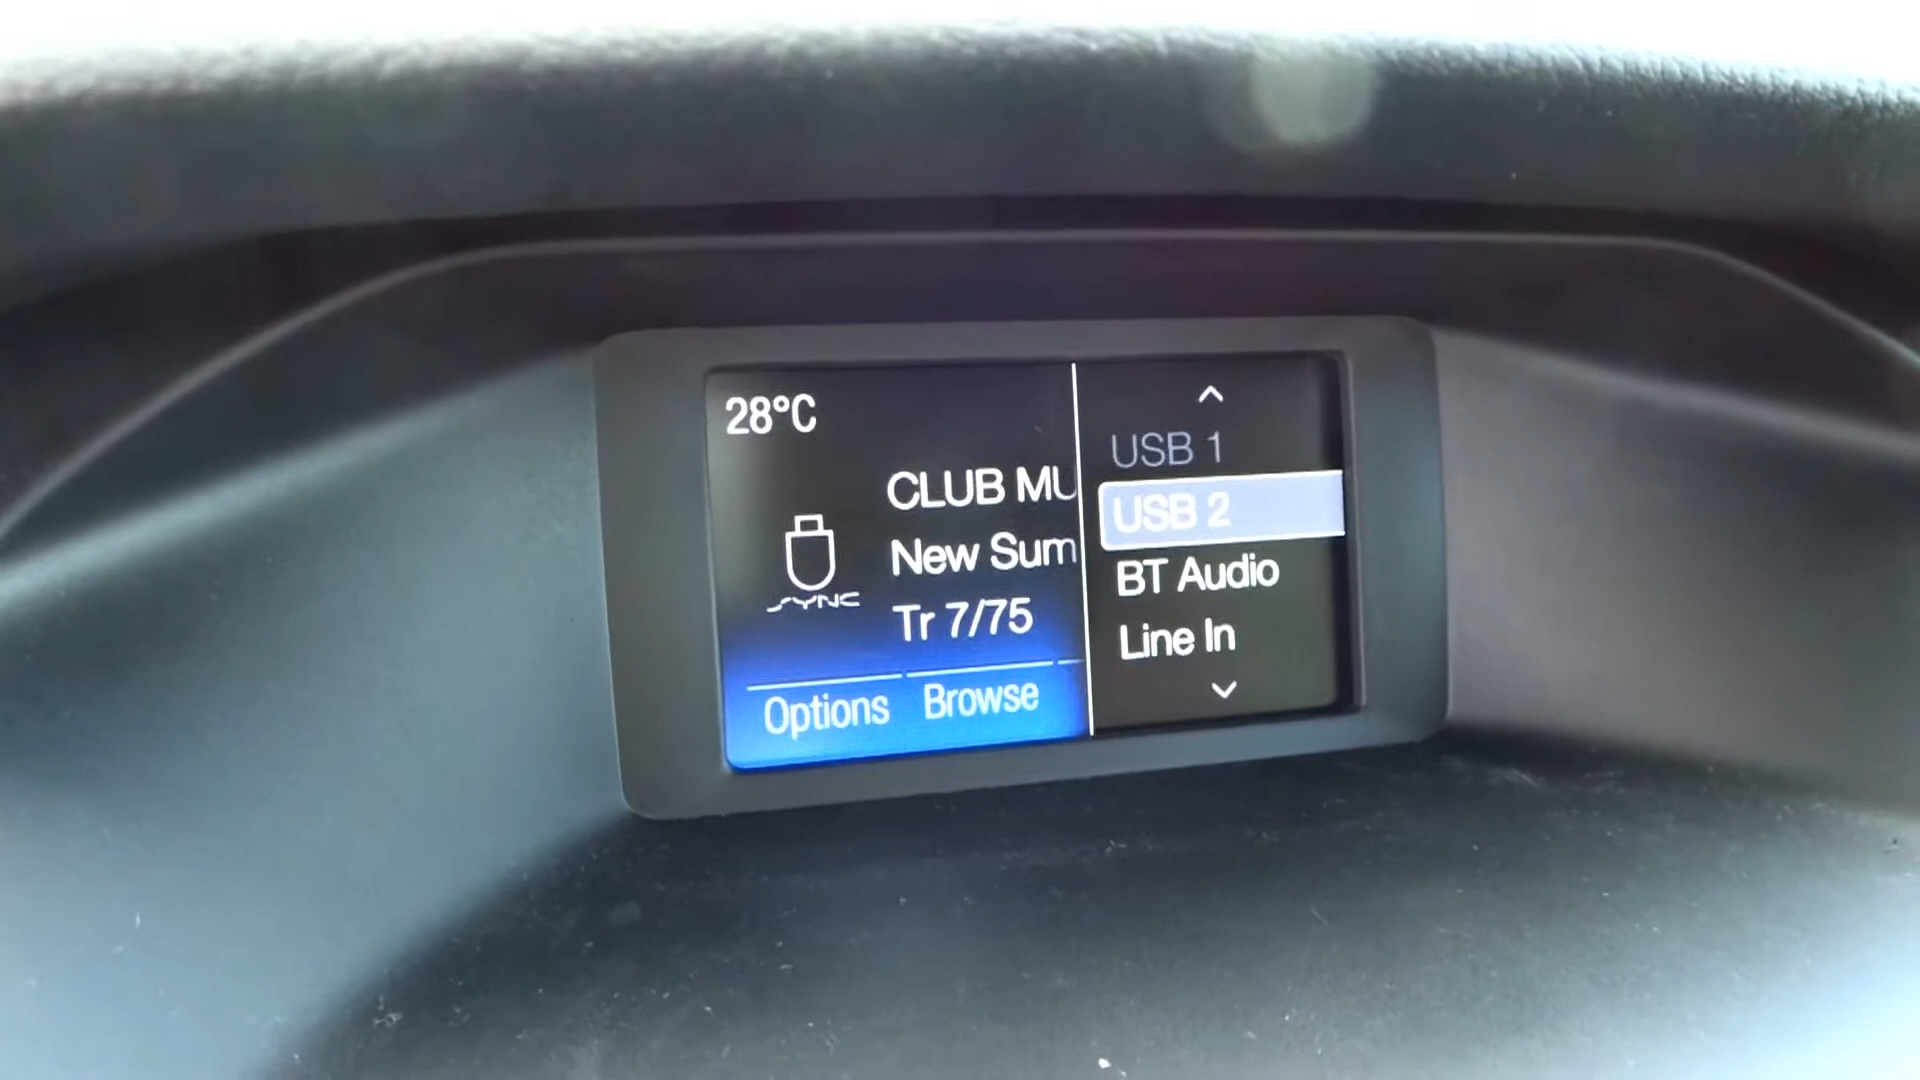 28°C
CLUB MU
New Sum
SYNC
Tr 7/75
Options Browse
USB 1
USB 2
BT Audio
Line In